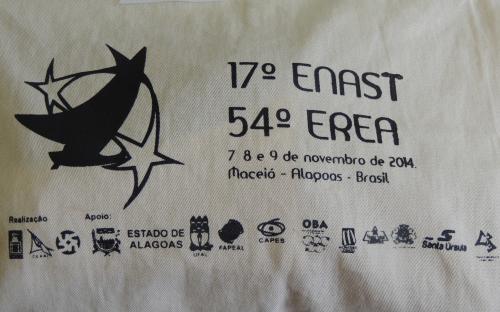 17º ENAST
54º EREA
7 8 e 9 de novembro de 2014.
Maceió - Alagoas - Brasil
Realização
Apoio:
CEAAL
ESTADO DE
ALAGOAS
UFAL
FAPEAL
CAPES
OBA
Santa Úrsula